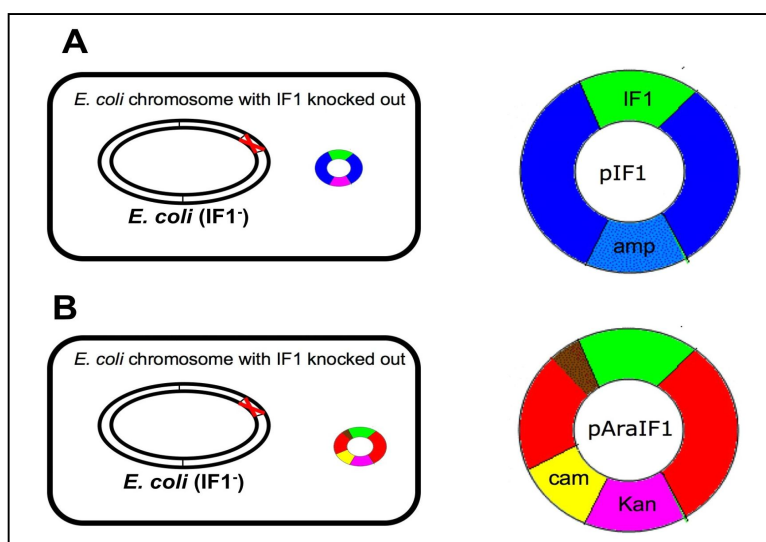 A
E. coli chromosome with IF1 knocked out
E. coli (IF1⁻)
IF1
pIF1
amp
B
E. coli chromosome with IF1 knocked out
E. coli (IF1⁻)
pAraIF1
cam
Kan